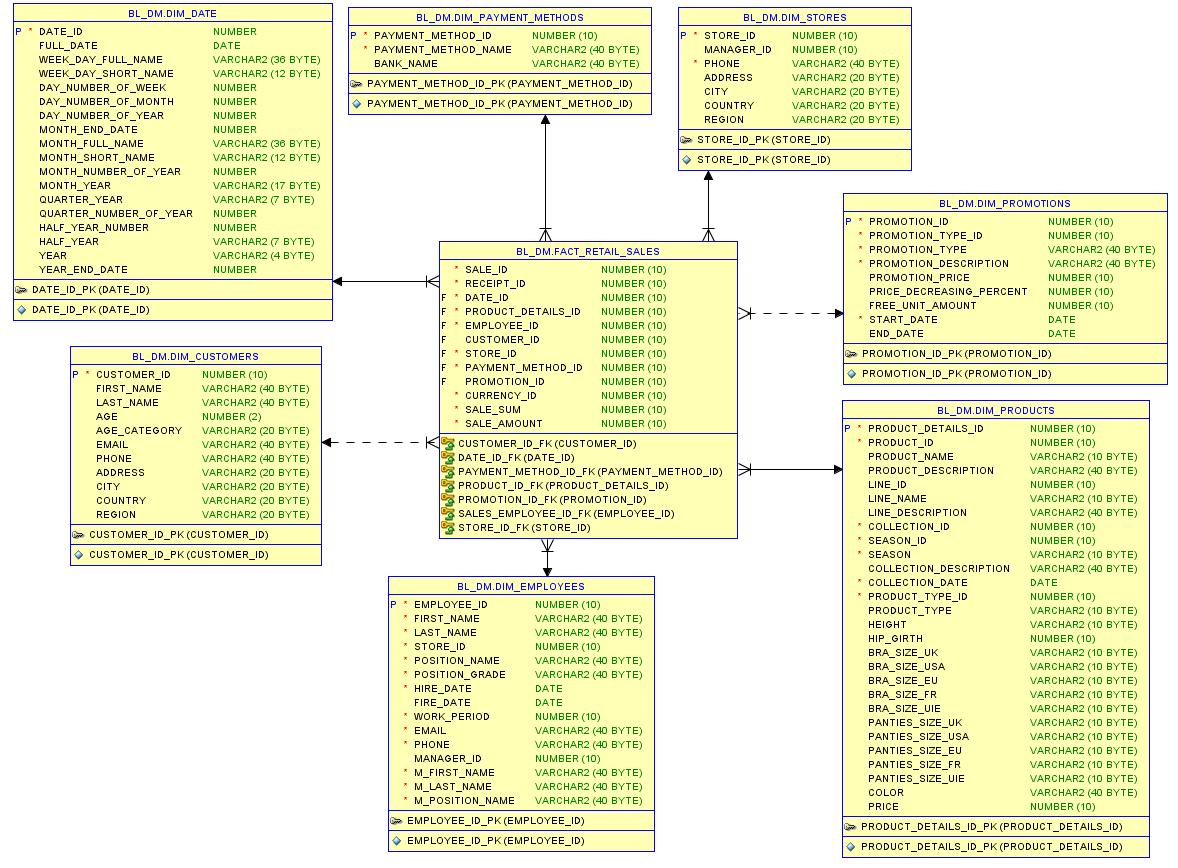 BL_DM.DIM_DATE
P * DATE_ID NUMBER
FULL_DATE DATE
WEEK_DAY_FULL_NAME VARCHAR2 (36 BYTE)
WEEK_DAY_SHORT_NAME VARCHAR2 (12 BYTE)
DAY_NUMBER_OF_WEEK NUMBER
DAY_NUMBER_OF_MONTH NUMBER
DAY_NUMBER_OF_YEAR NUMBER
MONTH_END_DATE NUMBER
MONTH_FULL_NAME VARCHAR2 (36 BYTE)
MONTH_SHORT_NAME VARCHAR2 (12 BYTE)
MONTH_NUMBER_OF_YEAR NUMBER
MONTH_YEAR VARCHAR2 (17 BYTE)
QUARTER_YEAR VARCHAR2 (7 BYTE)
QUARTER_NUMBER_OF_YEAR NUMBER
HALF_YEAR_NUMBER NUMBER
HALF_YEAR VARCHAR2 (7 BYTE)
YEAR VARCHAR2 (4 BYTE)
YEAR_END_DATE NUMBER
DATE_ID_PK (DATE_ID)
DATE_ID_PK (DATE_ID)
BL_DM.DIM_PAYMENT_METHODS
P * PAYMENT_METHOD_ID NUMBER (10)
* PAYMENT_METHOD_NAME VARCHAR2 (40 BYTE)
BANK_NAME VARCHAR2 (40 BYTE)
PAYMENT_METHOD_ID_PK (PAYMENT_METHOD_ID)
PAYMENT_METHOD_ID_PK (PAYMENT_METHOD_ID)
BL_DM.DIM_STORES
P * STORE_ID NUMBER (10)
MANAGER_ID NUMBER (10)
* PHONE VARCHAR2 (40 BYTE)
ADDRESS VARCHAR2 (20 BYTE)
CITY VARCHAR2 (20 BYTE)
COUNTRY VARCHAR2 (20 BYTE)
REGION VARCHAR2 (20 BYTE)
STORE_ID_PK (STORE_ID)
STORE_ID_PK (STORE_ID)
BL_DM.DIM_PROMOTIONS
P * PROMOTION_ID NUMBER (10)
* PROMOTION_TYPE_ID NUMBER (10)
* PROMOTION_TYPE VARCHAR2 (40 BYTE)
* PROMOTION_DESCRIPTION VARCHAR2 (40 BYTE)
PROMOTION_PRICE NUMBER (10)
PRICE_DECREASING_PERCENT NUMBER (10)
FREE_UNIT_AMOUNT NUMBER (10)
* START_DATE DATE
END_DATE DATE
PROMOTION_ID_PK (PROMOTION_ID)
PROMOTION_ID_PK (PROMOTION_ID)
BL_DM.FACT_RETAIL_SALES
* SALE_ID NUMBER (10)
* RECEIPT_ID NUMBER (10)
F * DATE_ID NUMBER (10)
F * PRODUCT_DETAILS_ID NUMBER (10)
F * EMPLOYEE_ID NUMBER (10)
F CUSTOMER_ID NUMBER (10)
F * STORE_ID NUMBER (10)
F * PAYMENT_METHOD_ID NUMBER (10)
F PROMOTION_ID NUMBER (10)
* CURRENCY_ID NUMBER (10)
* SALE_SUM NUMBER (10)
* SALE_AMOUNT NUMBER (10)
CUSTOMER_ID_FK (CUSTOMER_ID)
DATE_ID_FK (DATE_ID)
PAYMENT_METHOD_ID_FK (PAYMENT_METHOD_ID)
PRODUCT_ID_FK (PRODUCT_DETAILS_ID)
PROMOTION_ID_FK (PROMOTION_ID)
SALES_EMPLOYEE_ID_FK (EMPLOYEE_ID)
STORE_ID_FK (STORE_ID)
BL_DM.DIM_CUSTOMERS
P * CUSTOMER_ID NUMBER (10)
FIRST_NAME VARCHAR2 (40 BYTE)
LAST_NAME VARCHAR2 (40 BYTE)
AGE NUMBER (2)
AGE_CATEGORY VARCHAR2 (20 BYTE)
EMAIL VARCHAR2 (40 BYTE)
PHONE VARCHAR2 (40 BYTE)
ADDRESS VARCHAR2 (20 BYTE)
CITY VARCHAR2 (20 BYTE)
COUNTRY VARCHAR2 (20 BYTE)
REGION VARCHAR2 (20 BYTE)
CUSTOMER_ID_PK (CUSTOMER_ID)
CUSTOMER_ID_PK (CUSTOMER_ID)
BL_DM.DIM_EMPLOYEES
P * EMPLOYEE_ID NUMBER (10)
* FIRST_NAME VARCHAR2 (40 BYTE)
* LAST_NAME VARCHAR2 (40 BYTE)
* STORE_ID NUMBER (10)
* POSITION_NAME VARCHAR2 (40 BYTE)
* POSITION_GRADE VARCHAR2 (40 BYTE)
* HIRE_DATE DATE
FIRE_DATE DATE
* WORK_PERIOD NUMBER (10)
* EMAIL VARCHAR2 (40 BYTE)
* PHONE VARCHAR2 (40 BYTE)
MANAGER_ID NUMBER (10)
* M_FIRST_NAME VARCHAR2 (40 BYTE)
* M_LAST_NAME VARCHAR2 (40 BYTE)
* M_POSITION_NAME VARCHAR2 (40 BYTE)
EMPLOYEE_ID_PK (EMPLOYEE_ID)
EMPLOYEE_ID_PK (EMPLOYEE_ID)
BL_DM.DIM_PRODUCTS
P * PRODUCT_DETAILS_ID NUMBER (10)
* PRODUCT_ID NUMBER (10)
PRODUCT_NAME VARCHAR2 (10 BYTE)
PRODUCT_DESCRIPTION VARCHAR2 (40 BYTE)
LINE_ID NUMBER (10)
LINE_NAME VARCHAR2 (10 BYTE)
LINE_DESCRIPTION VARCHAR2 (40 BYTE)
* COLLECTION_ID NUMBER (10)
* SEASON_ID NUMBER (10)
* SEASON VARCHAR2 (10 BYTE)
COLLECTION_DESCRIPTION VARCHAR2 (40 BYTE)
* COLLECTION_DATE DATE
* PRODUCT_TYPE_ID NUMBER (10)
PRODUCT_TYPE VARCHAR2 (10 BYTE)
HEIGHT VARCHAR2 (10 BYTE)
HIP_GIRTH NUMBER (10)
BRA_SIZE_UK VARCHAR2 (10 BYTE)
BRA_SIZE_USA VARCHAR2 (10 BYTE)
BRA_SIZE_EU VARCHAR2 (10 BYTE)
BRA_SIZE_FR VARCHAR2 (10 BYTE)
BRA_SIZE_UIE VARCHAR2 (10 BYTE)
PANTIES_SIZE_UK VARCHAR2 (10 BYTE)
PANTIES_SIZE_USA VARCHAR2 (10 BYTE)
PANTIES_SIZE_EU VARCHAR2 (10 BYTE)
PANTIES_SIZE_FR VARCHAR2 (10 BYTE)
PANTIES_SIZE_UIE VARCHAR2 (10 BYTE)
COLOR VARCHAR2 (40 BYTE)
PRICE NUMBER (10)
PRODUCT_DETAILS_ID_PK (PRODUCT_DETAILS_ID)
PRODUCT_DETAILS_ID_PK (PRODUCT_DETAILS_ID)